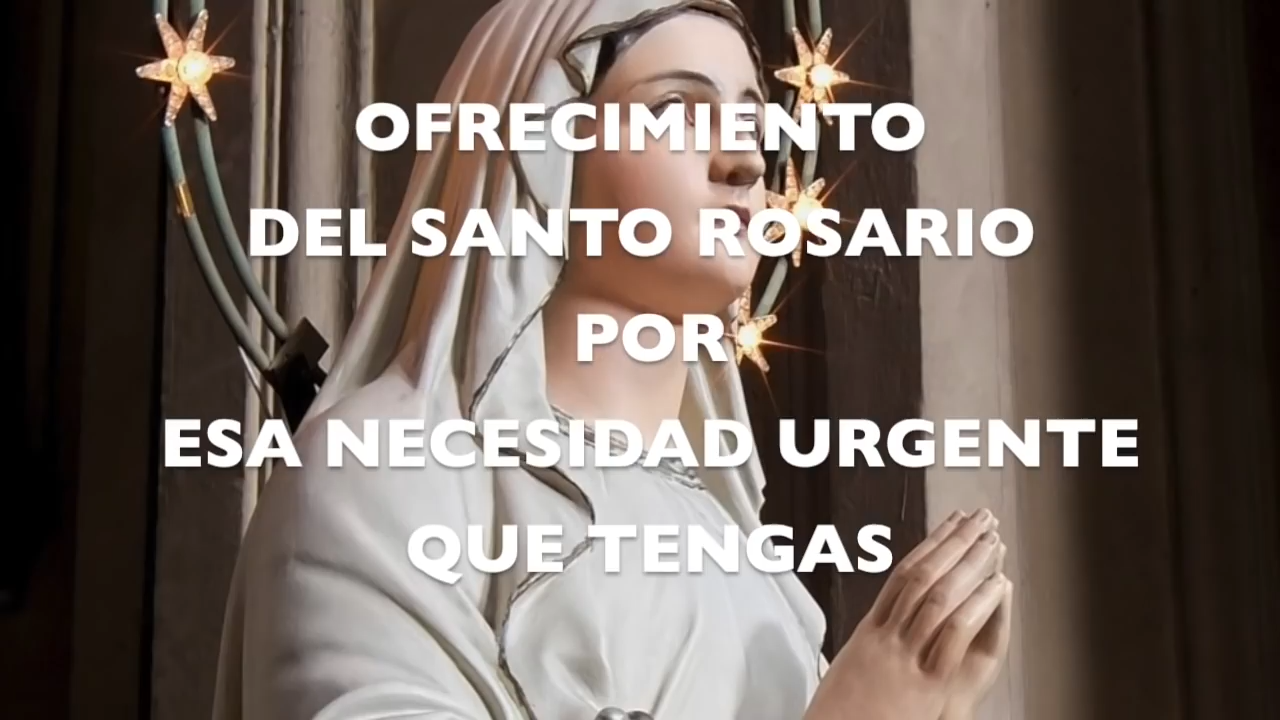 OFRECIMIENTO
DEL SANTO ROSARIO
POR
ESA NECESIDAD URGENTE
QUE TENGAS